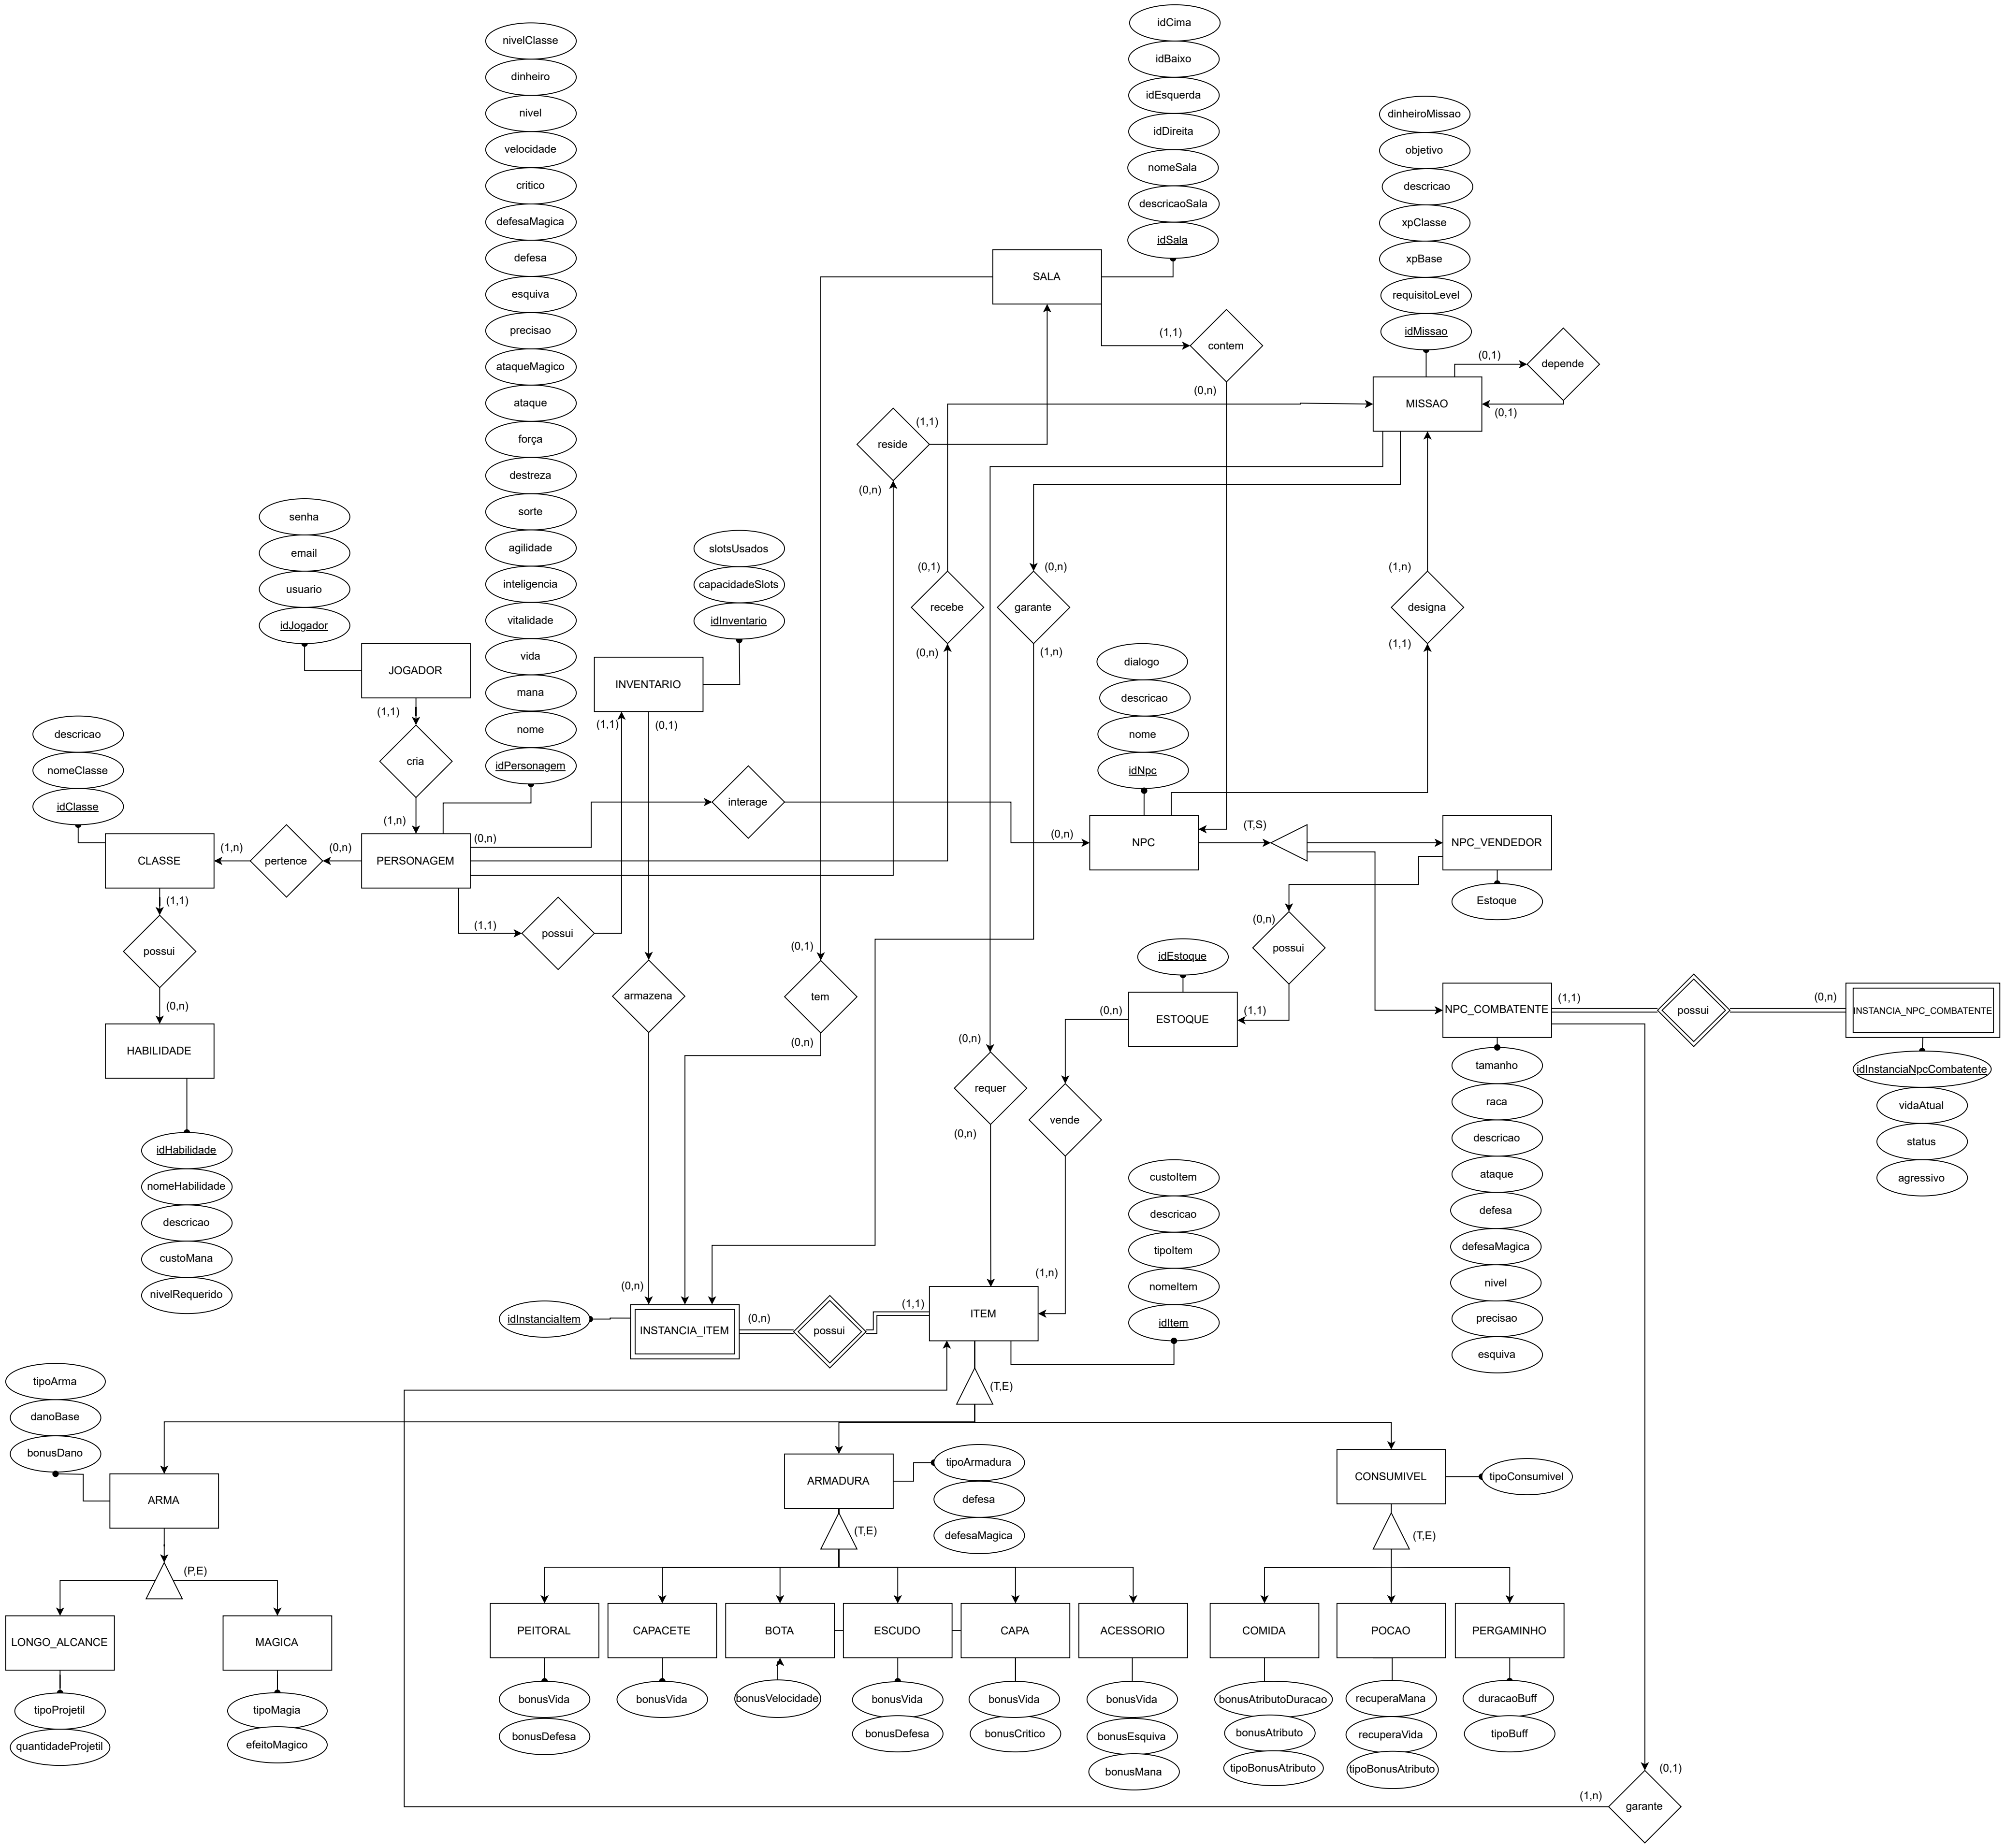 idCima
idBaixo
idEsquerda
idDireita
nomeSala
descricaoSala
idSala
SALA
nivelClasse
dinheiro
nivel
velocidade
critico
defesaMagica
defesa
esquiva
precisao
ataqueMagico
ataque
força
destreza
sorte
agilidade
inteligencia
vitalidade
vida
mana
nome
idPersonagem
dinheiroMissao
objetivo
descricao
xpClasse
xpBase
requisitoLevel
idMissao
MISSAO
(0,1)
depende
(0,1)
(1,1)
contem
(0,n)
reside
(1,1)
(0,n)
senha
email
usuario
idJogador
JOGADOR
(1,1)
cria
(1,n)
slotsUsados
capacidadeSlots
idInventario
INVENTARIO
(1,1)
(0,1)
(0,1)
recebe
(0,n)
(0,n)
garante
(1,n)
(1,n)
designa
(1,1)
dialogo
descricao
nome
idNpc
NPC
descricao
nomeClasse
idClasse
CLASSE
(1,n)
pertence
(0,n)
PERSONAGEM
(0,n)
interage
(0,n)
(T,S)
NPC_VENDEDOR
Estoque
(1,1)
possui
(0,n)
HABILIDADE
idHabilidade
nomeHabilidade
descricao
custoMana
nivelRequerido
(1,1)
possui
armazena
(0,n)
(0,1)
tem
(0,n)
(0,n)
possui
(1,1)
idEstoque
ESTOQUE
(0,n)
vende
(1,n)
(0,n)
requer
(0,n)
NPC_COMBATENTE
(1,1)
possui
(0,n)
INSTANCIA_NPC_COMBATENTE
idInstanciaNpcCombatente
vidaAtual
status
agressivo
tamanho
raca
descricao
ataque
defesa
defesaMagica
nivel
precisao
esquiva
custoItem
descricao
tipoItem
nomeItem
idItem
idInstanciaItem
INSTANCIA_ITEM
(0,n)
possui
(1,1)
ITEM
(T,E)
tipoArma
danoBase
bonusDano
ARMA
(P,E)
LONGO_ALCANCE
MAGICA
tipoProjetil
quantidadeProjetil
tipoMagia
efeitoMagico
ARMADURA
tipoArmadura
defesa
defesaMagica
(T,E)
CONSUMIVEL
tipoConsumivel
(T,E)
PEITORAL
CAPACETE
BOTA
ESCUDO
CAPA
ACESSORIO
COMIDA
POCAO
PERGAMINHO
bonusVida
bonusDefesa
bonusVida
bonusVelocidade
bonusVida
bonusDefesa
bonusVida
bonusCritico
bonusVida
bonusEsquiva
bonusMana
bonusAtributoDuracao
bonusAtributo
tipoBonusAtributo
recuperaMana
recuperaVida
tipoBonusAtributo
duracaoBuff
tipoBuff
(0,1)
garante
(1,n)